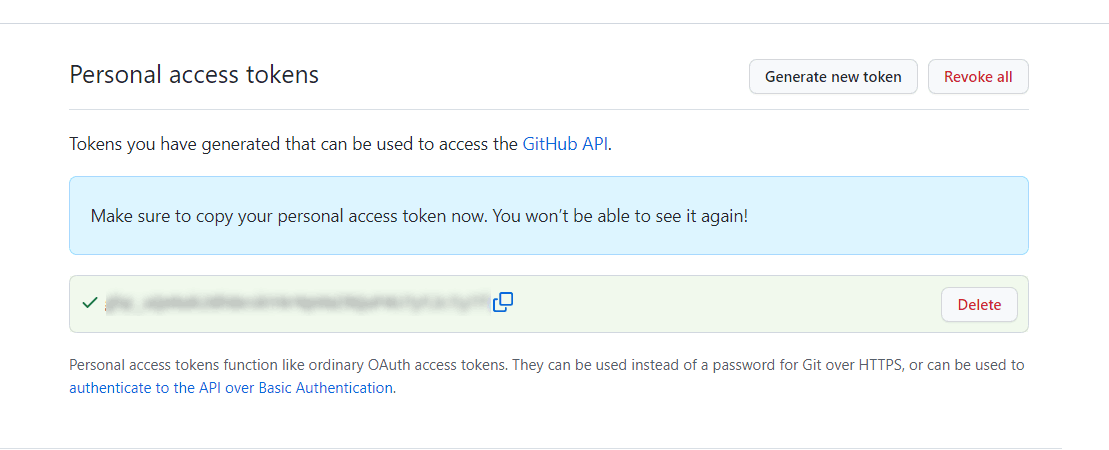 Personal access tokens
Generate new token
Revoke all
Tokens you have generated that can be used to access the GitHub API.
Make sure to copy your personal access token now. You won’t be able to see it again!
Delete
Personal access tokens function like ordinary OAuth access tokens. They can be used instead of a password for Git over HTTPS, or can be used to
authenticate to the API over Basic Authentication.